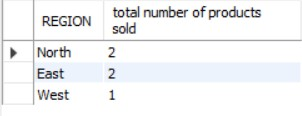 REGION total number of products
sold
North 2
East 2
West 1